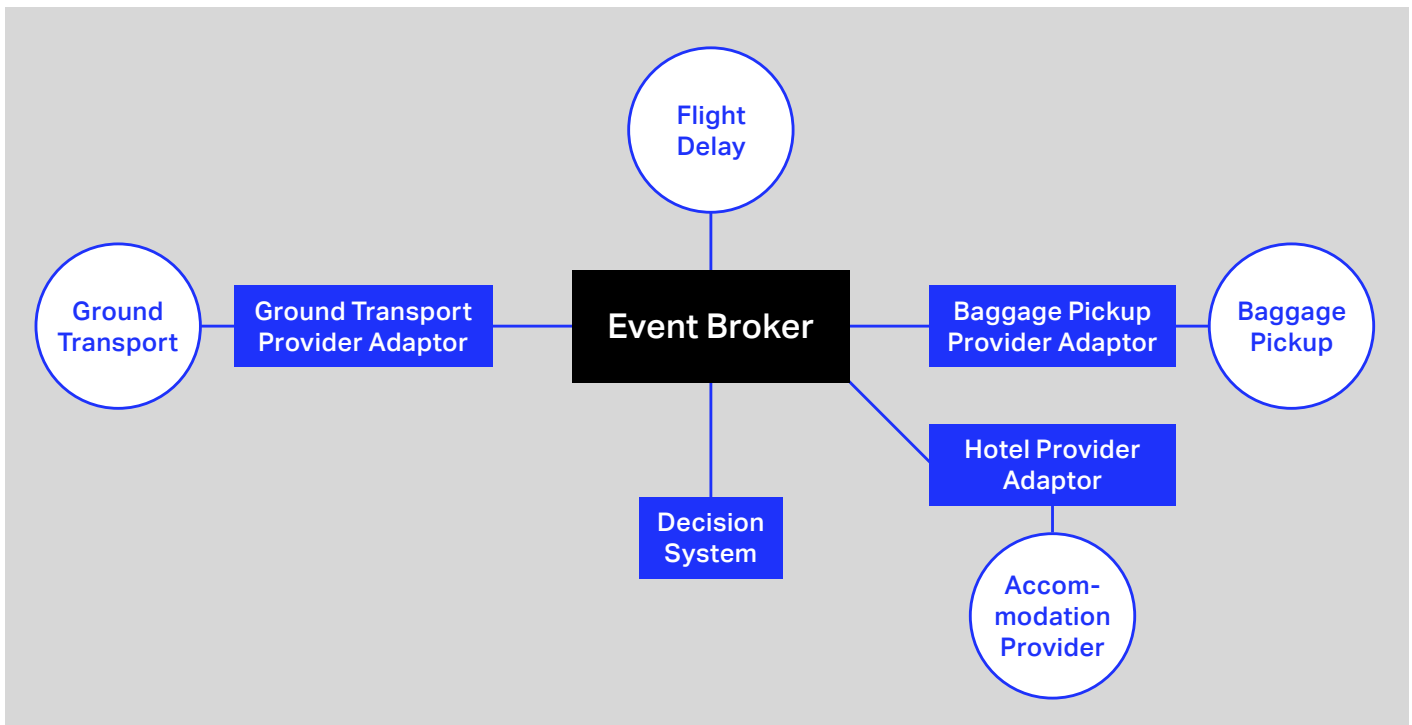 Flight
Delay
Ground
Transport
Ground Transport
Provider Adaptor
Event Broker
Baggage Pickup
Provider Adaptor
Baggage
Pickup
Hotel Provider
Adaptor
Decision
System
Accom-
modation
Provider